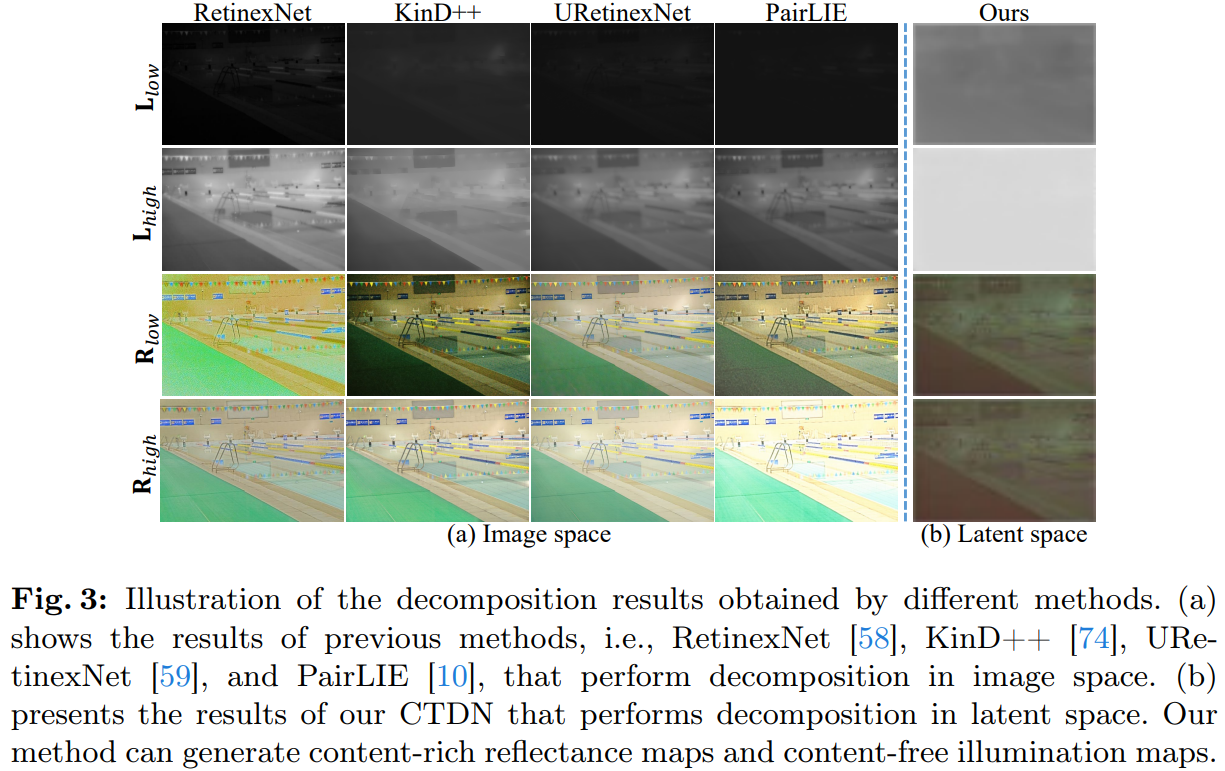 RetinexNet KinD++ URetinexNet PairLIE Ours
L_low
L_high
R_low
R_high
(a) Image space (b) Latent space
Fig. 3: Illustration of the decomposition results obtained by different methods. (a)
shows the results of previous methods, i.e., RetinexNet [58], KinD++ [74], URe-
tinexNet [59], and PairLIE [10], that perform decomposition in image space. (b)
presents the results of our CTDN that performs decomposition in latent space. Our
method can generate content-rich reflectance maps and content-free illumination maps.